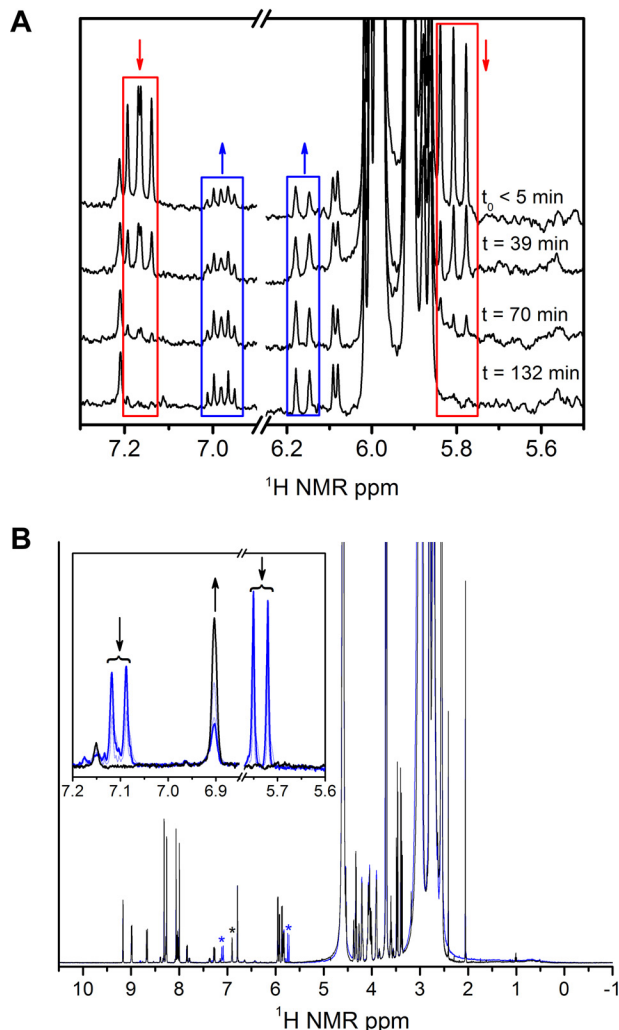 A
t₀ < 5 min
t = 39 min
t = 70 min
t = 132 min
7.2 7.0 6.2 6.0 5.8 5.6
¹H NMR ppm
B
7.2 7.1 7.0 6.9 5.7 5.6
* * *
10 9 8 7 6 5 4 3 2 1 0 -1
¹H NMR ppm